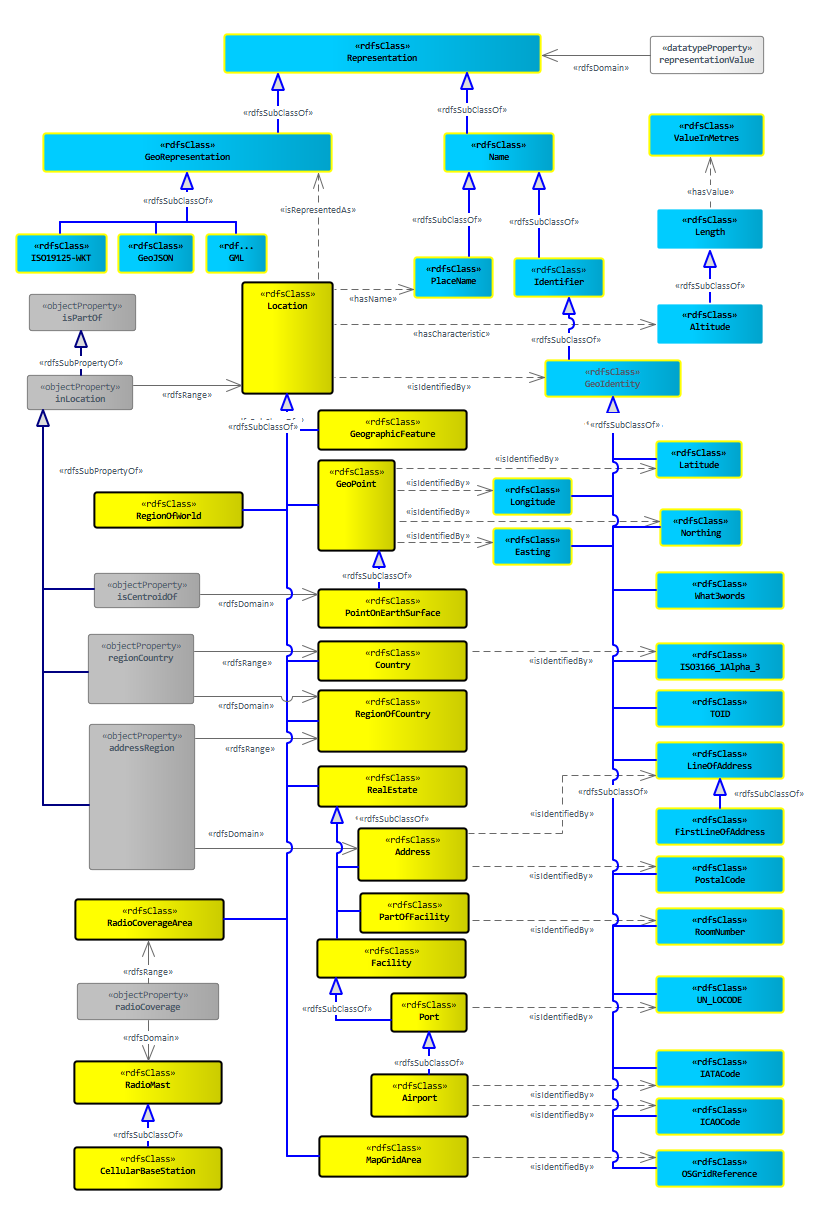 «rdfsClass»
Representation
«datatypeProperty»
representationValue
«rdfsDomain»
«rdfsSubClassOf»
«rdfsSubClassOf»
«rdfsClass»
GeoRepresentation
«rdfsClass»
Name
«rdfsClass»
ValueInMetres
«rdfsSubClassOf»
«isRepresentedAs»
«rdfsSubClassOf»
«rdfsSubClassOf»
«hasValue»
«rdfsClass»
ISO19125-WKT
«rdfsClass»
GeoJSON
«rdf...
GML
«rdfsClass»
Length
«rdfsClass»
PlaceName
«rdfsClass»
Identifier
«rdfsSubClassOf»
«objectProperty»
isPartOf
«rdfsClass»
Location
«hasName»
«hasCharacteristic»
«rdfsClass»
Altitude
«rdfsSubClassOf»
«rdfsSubPropertyOf»
«objectProperty»
inLocation
«rdfsRange»
«isIdentifiedBy»
«rdfsClass»
GeoIdentity
«rdfsSubClassOf»
«rdfsSubClassOf»
«rdfsClass»
GeographicFeature
«rdfsSubPropertyOf»
«rdfsClass»
GeoPoint
«isIdentifiedBy»
«rdfsClass»
Latitude
«isIdentifiedBy»
«rdfsClass»
Longitude
«rdfsClass»
RegionOfWorld
«isIdentifiedBy»
«rdfsClass»
Northing
«isIdentifiedBy»
«rdfsClass»
Easting
«rdfsSubClassOf»
«objectProperty»
isCentroidOf
«rdfsDomain»
«rdfsClass»
PointOnEarthSurface
«rdfsClass»
What3words
«objectProperty»
regionCountry
«rdfsRange»
«rdfsClass»
Country
«isIdentifiedBy»
«rdfsClass»
ISO3166_1Alpha_3
«rdfsDomain»
«rdfsClass»
RegionOfCountry
«rdfsClass»
TOID
«objectProperty»
addressRegion
«rdfsRange»
«rdfsClass»
LineOfAddress
«rdfsClass»
RealEstate
«rdfsSubClassOf»
«rdfsSubClassOf»
«rdfsSubClassOf»
«isIdentifiedBy»
«rdfsClass»
FirstLineOfAddress
«rdfsDomain»
«rdfsClass»
Address
«isIdentifiedBy»
«rdfsClass»
PostalCode
«rdfsClass»
RadioCoverageArea
«rdfsClass»
PartOfFacility
«isIdentifiedBy»
«rdfsClass»
RoomNumber
«rdfsClass»
Facility
«rdfsRange»
«objectProperty»
radioCoverage
«rdfsSubClassOf»
«rdfsClass»
Port
«isIdentifiedBy»
«rdfsClass»
UN_LOCODE
«rdfsDomain»
«rdfsSubClassOf»
«rdfsClass»
RadioMast
«rdfsClass»
Airport
«isIdentifiedBy»
«rdfsClass»
IATACode
«isIdentifiedBy»
«rdfsClass»
ICAOCode
«rdfsSubClassOf»
«rdfsClass»
CellularBaseStation
«rdfsClass»
MapGridArea
«isIdentifiedBy»
«rdfsClass»
OSGridReference